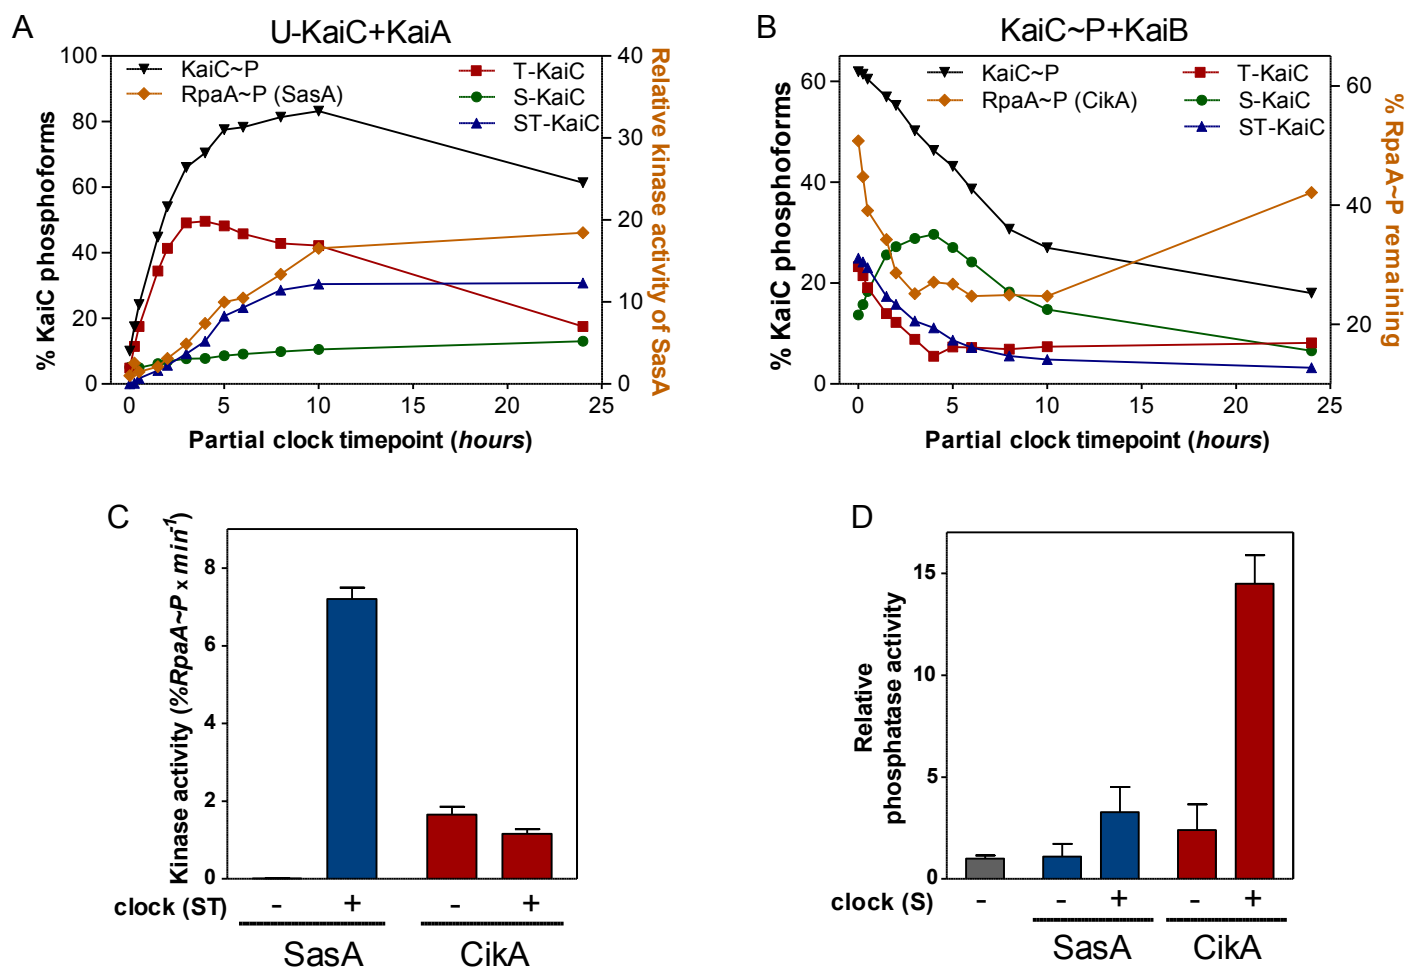 A
U-KaiC+KaiA
KaiC~P
RpaA~P (SasA)
T-KaiC
S-KaiC
ST-KaiC
% KaiC phosphoforms
100
80
60
40
20
0
Relative kinase activity of SasA
40
30
20
10
0
0 5 10 15 20 25
Partial clock timepoint (hours)
B
KaiC~P+KaiB
KaiC~P
RpaA~P (CikA)
T-KaiC
S-KaiC
ST-KaiC
% KaiC phosphoforms
60
40
20
0
% RpaA~P remaining
60
40
20
0 5 10 15 20 25
Partial clock timepoint (hours)
C
Kinase activity (%RpaA~P x min-1)
8
6
4
2
0
clock (ST) - + - +
SasA CikA
D
Relative
phosphatase activity
15
10
5
0
clock (S) - - + - +
SasA CikA